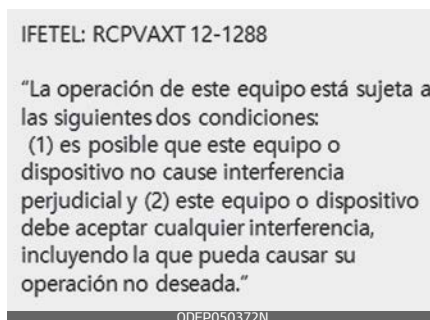 IFETEL: RCPVAXT 12-1288
“La operación de este equipo está sujeta a
las siguientes dos condiciones:
(1) es posible que este equipo o
dispositivo no cause interferencia
perjudicial y (2) este equipo o dispositivo
debe aceptar cualquier interferencia,
incluyendo la que pueda causar su
operación no deseada.”
ODEP050372N